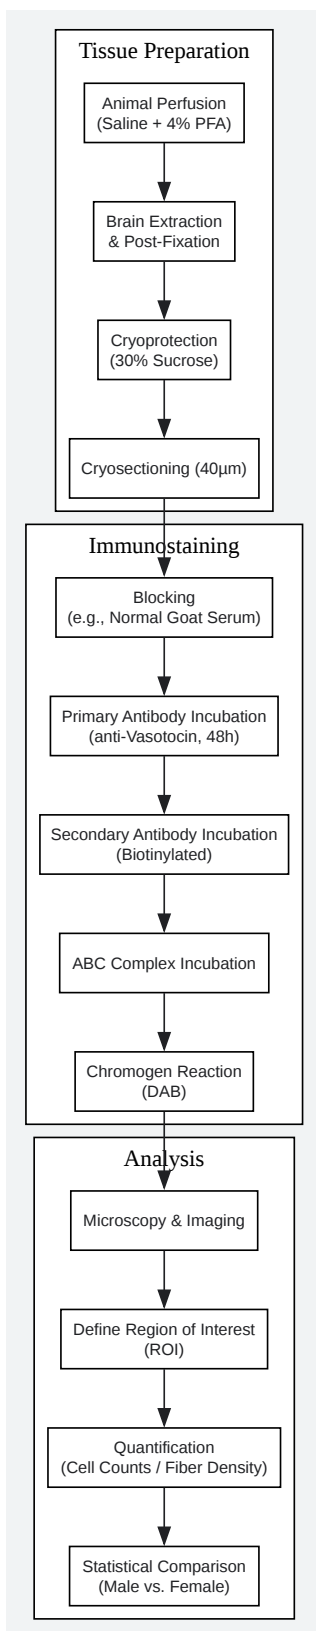 Tissue Preparation
Animal Perfusion
(Saline + 4% PFA)
Brain Extraction
& Post-Fixation
Cryoprotection
(30% Sucrose)
Cryosectioning (40µm)
Immunostaining
Blocking
(e.g., Normal Goat Serum)
Primary Antibody Incubation
(anti-Vasotocin, 48h)
Secondary Antibody Incubation
(Biotinylated)
ABC Complex Incubation
Chromogen Reaction
(DAB)
Analysis
Microscopy & Imaging
Define Region of Interest
(ROI)
Quantification
(Cell Counts / Fiber Density)
Statistical Comparison
(Male vs. Female)